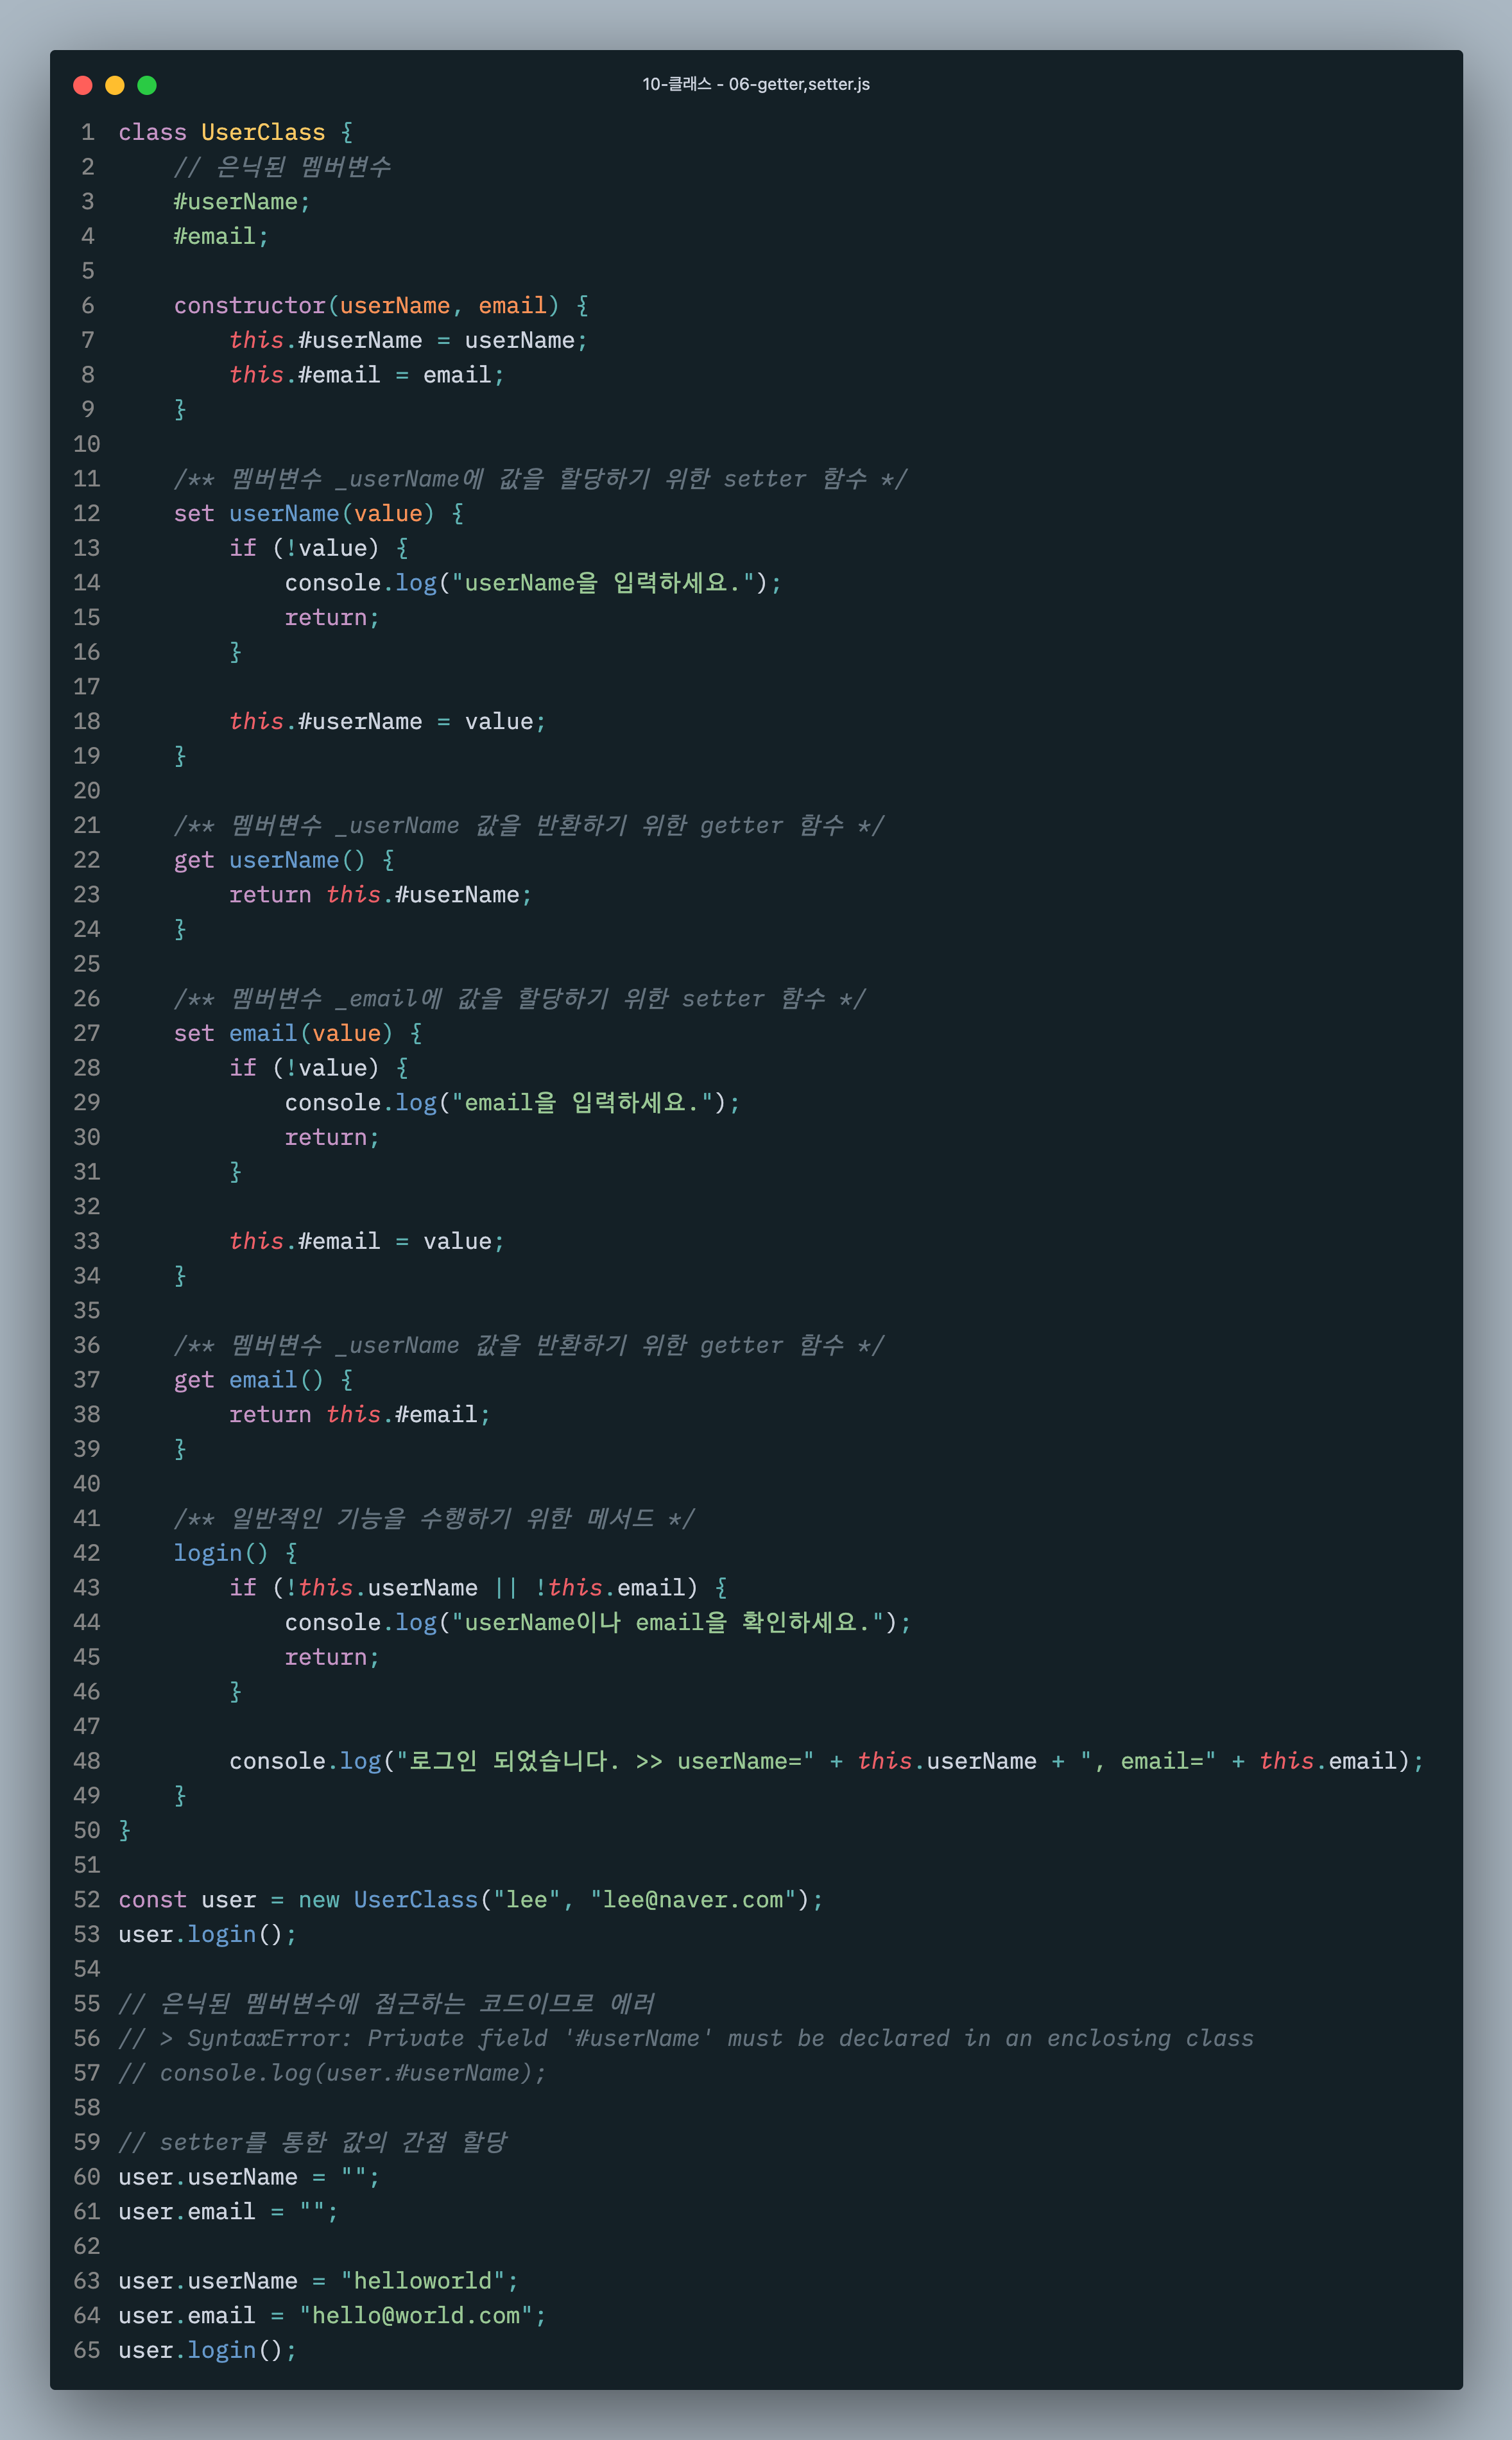 10-클래스 - 06-getter,setter.js
1 class UserClass {
2     // 은닉된 멤버변수
3     #userName;
4     #email;
5
6     constructor(userName, email) {
7         this.#userName = userName;
8         this.#email = email;
9     }
10
11     /** 멤버변수 _userName에 값을 할당하기 위한 setter 함수 */
12     set userName(value) {
13         if (!value) {
14             console.log("userName을 입력하세요.");
15             return;
16         }
17
18         this.#userName = value;
19     }
20
21     /** 멤버변수 _userName 값을 반환하기 위한 getter 함수 */
22     get userName() {
23         return this.#userName;
24     }
25
26     /** 멤버변수 _email에 값을 할당하기 위한 setter 함수 */
27     set email(value) {
28         if (!value) {
29             console.log("email을 입력하세요.");
30             return;
31         }
32
33         this.#email = value;
34     }
35
36     /** 멤버변수 _userName 값을 반환하기 위한 getter 함수 */
37     get email() {
38         return this.#email;
39     }
40
41     /** 일반적인 기능을 수행하기 위한 메서드 */
42     login() {
43         if (!this.userName || !this.email) {
44             console.log("userName이나 email을 확인하세요.");
45             return;
46         }
47
48         console.log("로그인 되었습니다. >> userName=" + this.userName + ", email=" + this.email);
49     }
50 }
51
52 const user = new UserClass("lee", "lee@naver.com");
53 user.login();
54
55 // 은닉된 멤버변수에 접근하는 코드이므로 에러
56 // > SyntaxError: Private field '#userName' must be declared in an enclosing class
57 // console.log(user.#userName);
58
59 // setter를 통한 값의 간접 할당
60 user.userName = "";
61 user.email = "";
62
63 user.userName = "helloworld";
64 user.email = "hello@world.com";
65 user.login();